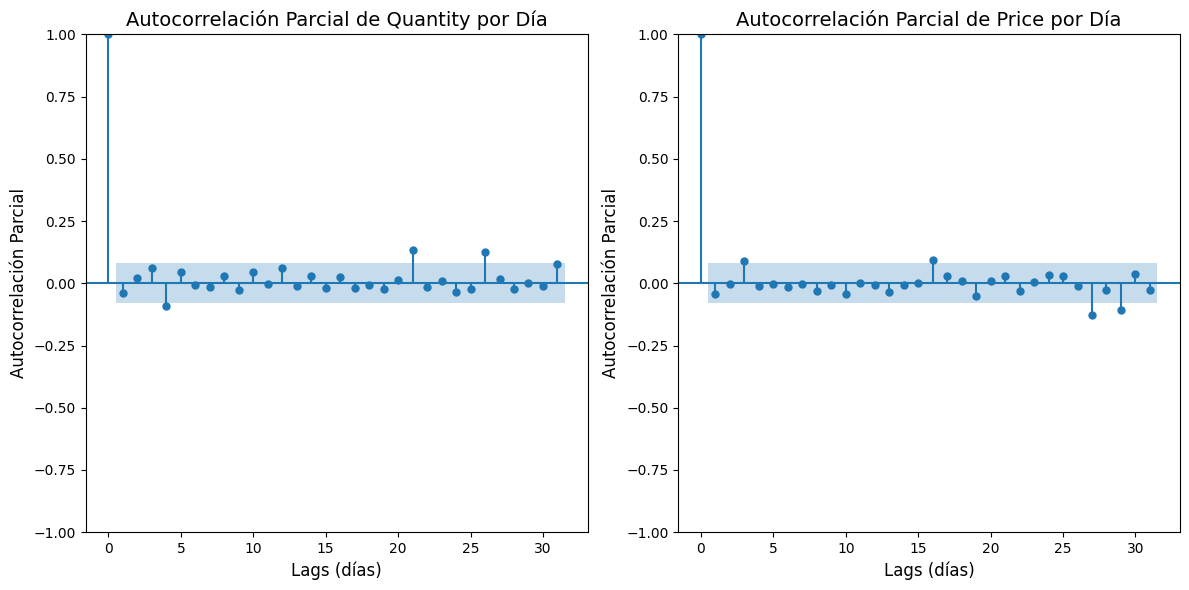 Autocorrelación Parcial de Quantity por Día
Autocorrelación Parcial
1.00
0.75
0.50
0.25
0.00
−0.25
−0.50
−0.75
−1.00
0 5 10 15 20 25 30
Lags (días)
Autocorrelación Parcial de Price por Día
Autocorrelación Parcial
1.00
0.75
0.50
0.25
0.00
−0.25
−0.50
−0.75
−1.00
0 5 10 15 20 25 30
Lags (días)